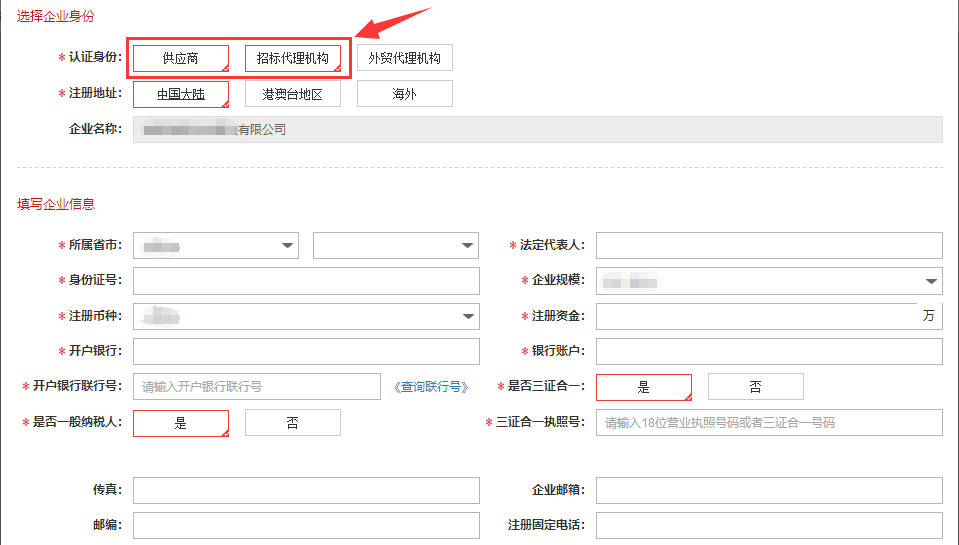 选择企业身份
* 认证身份: 供应商 招标代理机构 外贸代理机构
* 注册地址: 中国大陆 港澳台地区 海外
企业名称: 有限公司
填写企业信息
* 所属省市: * 法定代表人:
* 身份证号: * 企业规模:
* 注册币种: * 注册资金: 万
* 开户银行: * 银行账户:
* 开户银行联行号: 请输入开户银行联行号 《查询联行号》 * 是否三证合一: 是 否
* 是否一般纳税人: 是 否 * 三证合一执照号: 请输入18位营业执照号码或者三证合一号码
传真: 企业邮箱:
邮编: 注册固定电话: